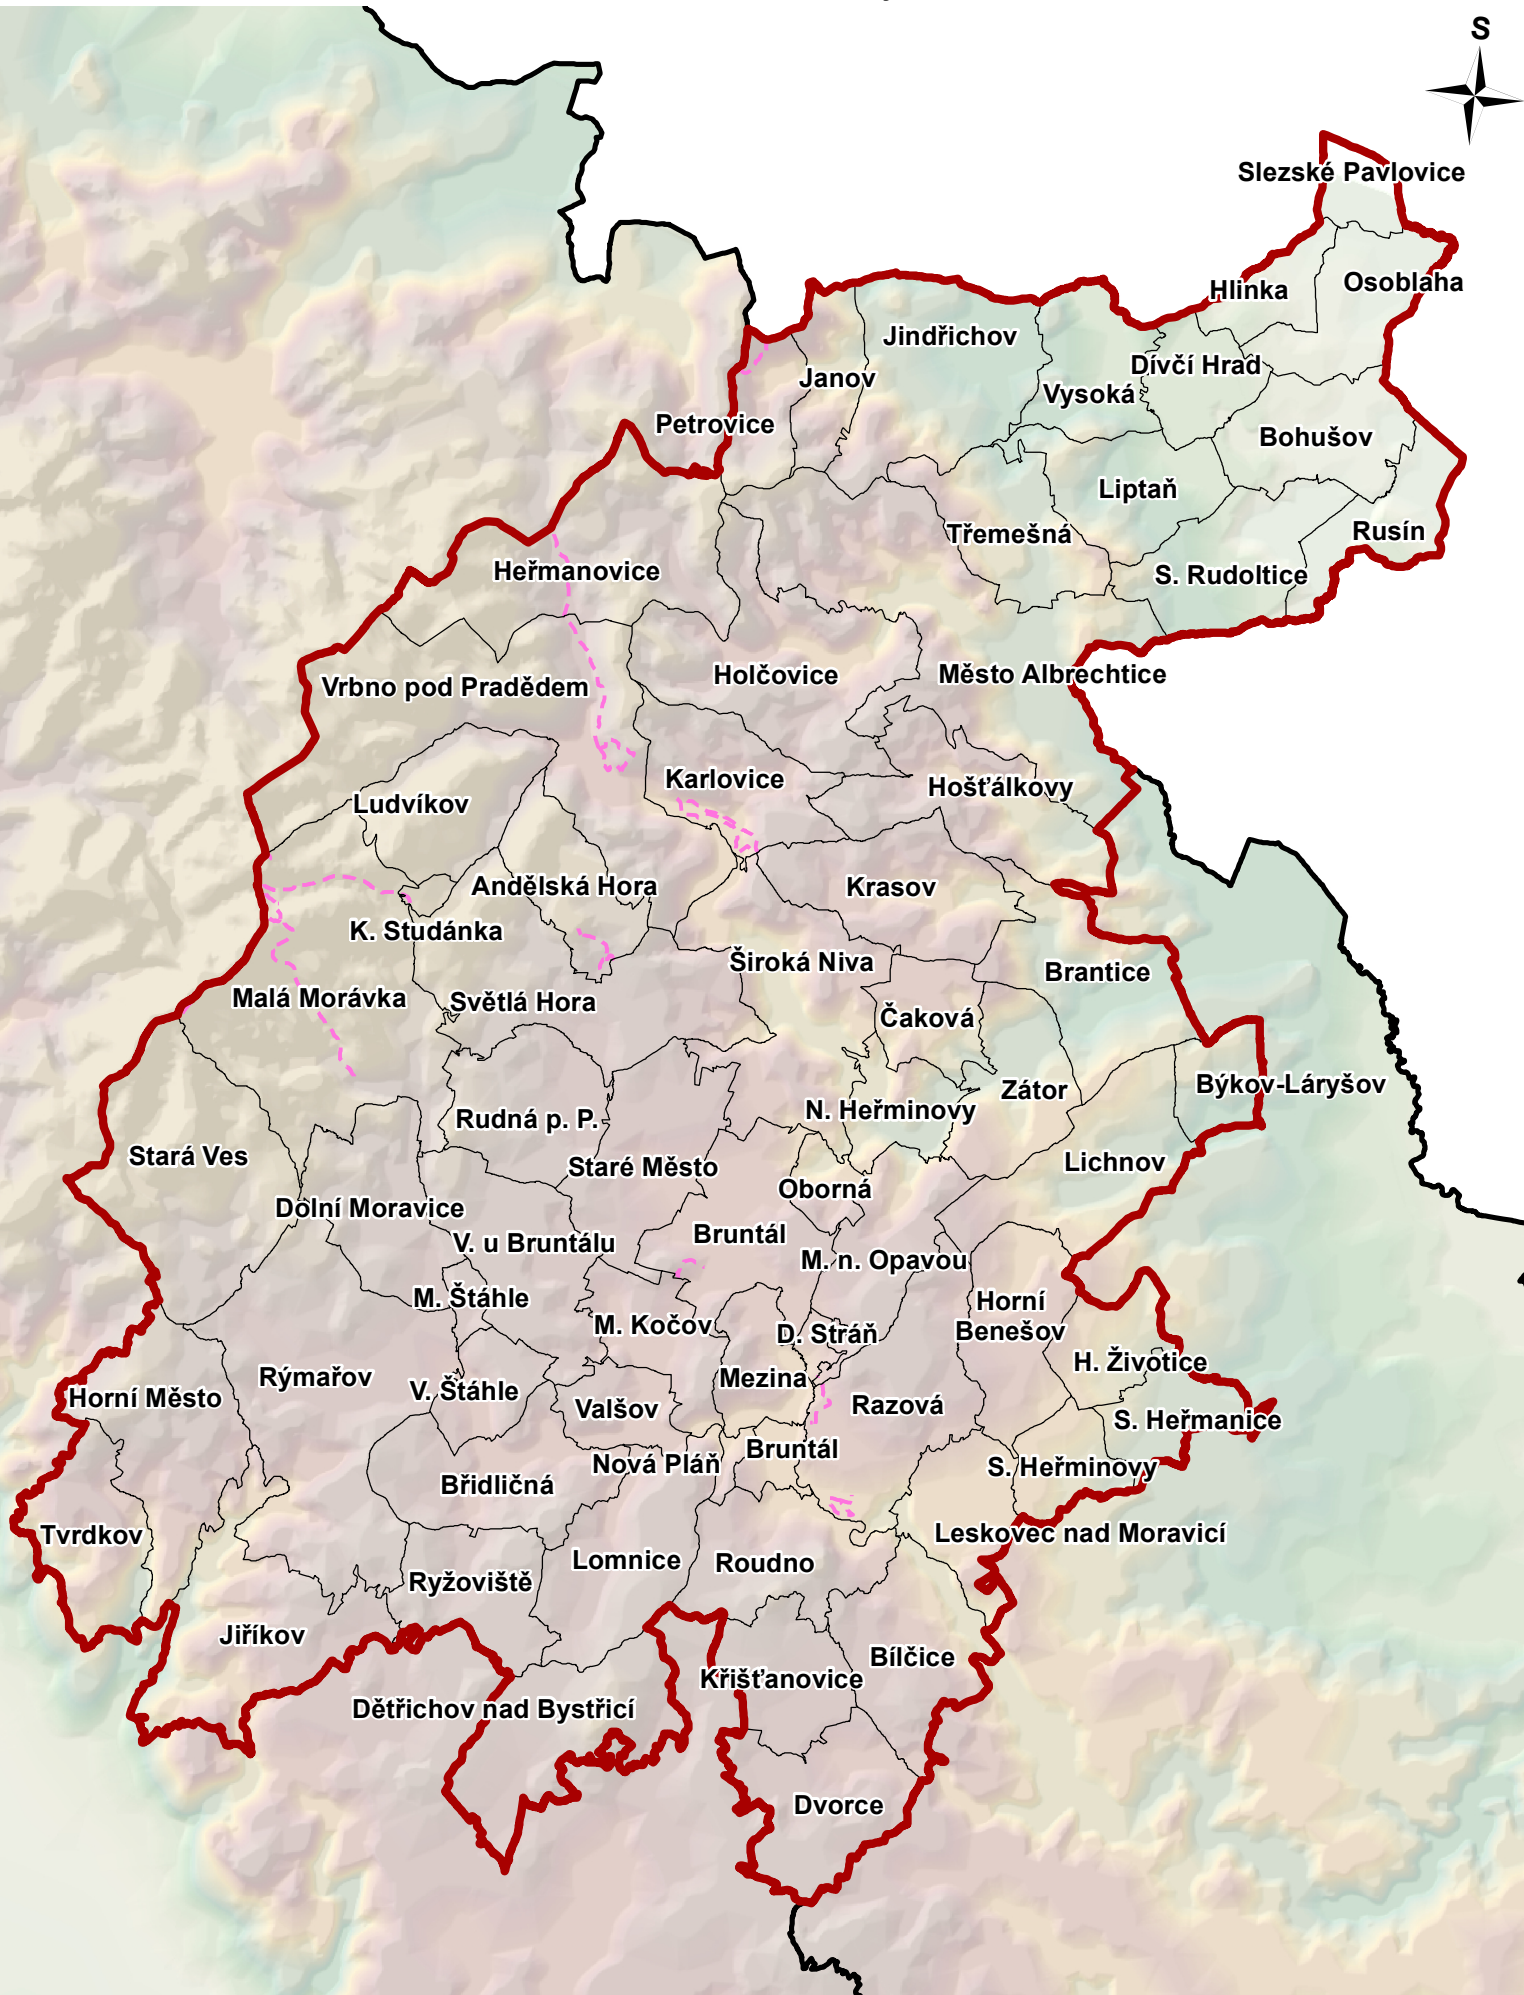 S
Slezské Pavlovice
Osoblaha
Hlinka
Jindřichov
Dívčí Hrad
Janov
Vysoká
Petrovice
Bohušov
Liptaň
Třemešná
Rusín
Heřmanovice
S. Rudoltice
Holčovice
Město Albrechtice
Vrbno pod Pradědem
Karlovice
Hošťálkovy
Ludvíkov
Andělská Hora
Krasov
K. Studánka
Široká Niva
Brantice
Malá Morávka
Světlá Hora
Čaková
Býkov-Láryšov
Zátor
N. Heřminovy
Rudná p. P.
Stará Ves
Staré Město
Lichnov
Oborná
Dolní Moravice
Bruntál
V. u Bruntálu
M. n. Opavou
M. Štáhle
Horní
Benešov
M. Kočov
D. Stráň
H. Životice
Rýmařov
Mezina
V. Štáhle
Horní Město
Valšov
Razová
S. Heřmanice
Bruntál
Nová Pláň
S. Heřminovy
Břidličná
Tvrdkov
Leskovec nad Moravicí
Lomnice
Roudno
Ryžoviště
Jiříkov
Bílčice
Křišťanovice
Dětřichov nad Bystřicí
Dvorce